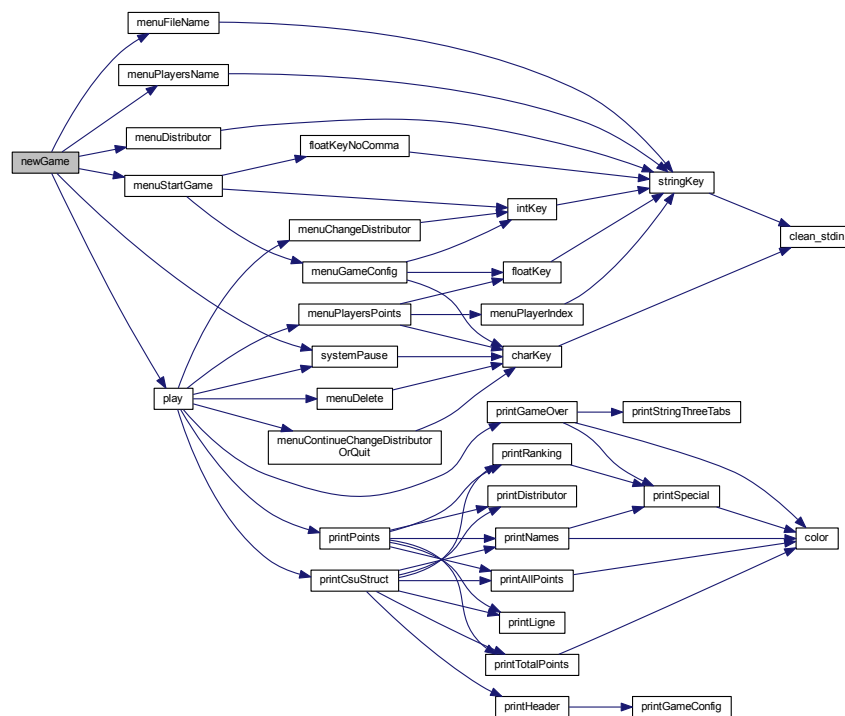 menuFileName
menuPlayersName
menuDistributor
floatKeyNoComma
newGame
stringKey
menuStartGame
intKey
menuChangeDistributor
clean_stdin
menuGameConfig
floatKey
menuPlayersPoints
menuPlayerIndex
systemPause
charKey
play
menuDelete
printGameOver
printStringThreeTabs
menuContinueChangeDistributor
OrQuit
printRanking
printDistributor
printSpecial
printPoints
printNames
color
printCsuStruct
printAllPoints
printLigne
printTotalPoints
printHeader
printGameConfig